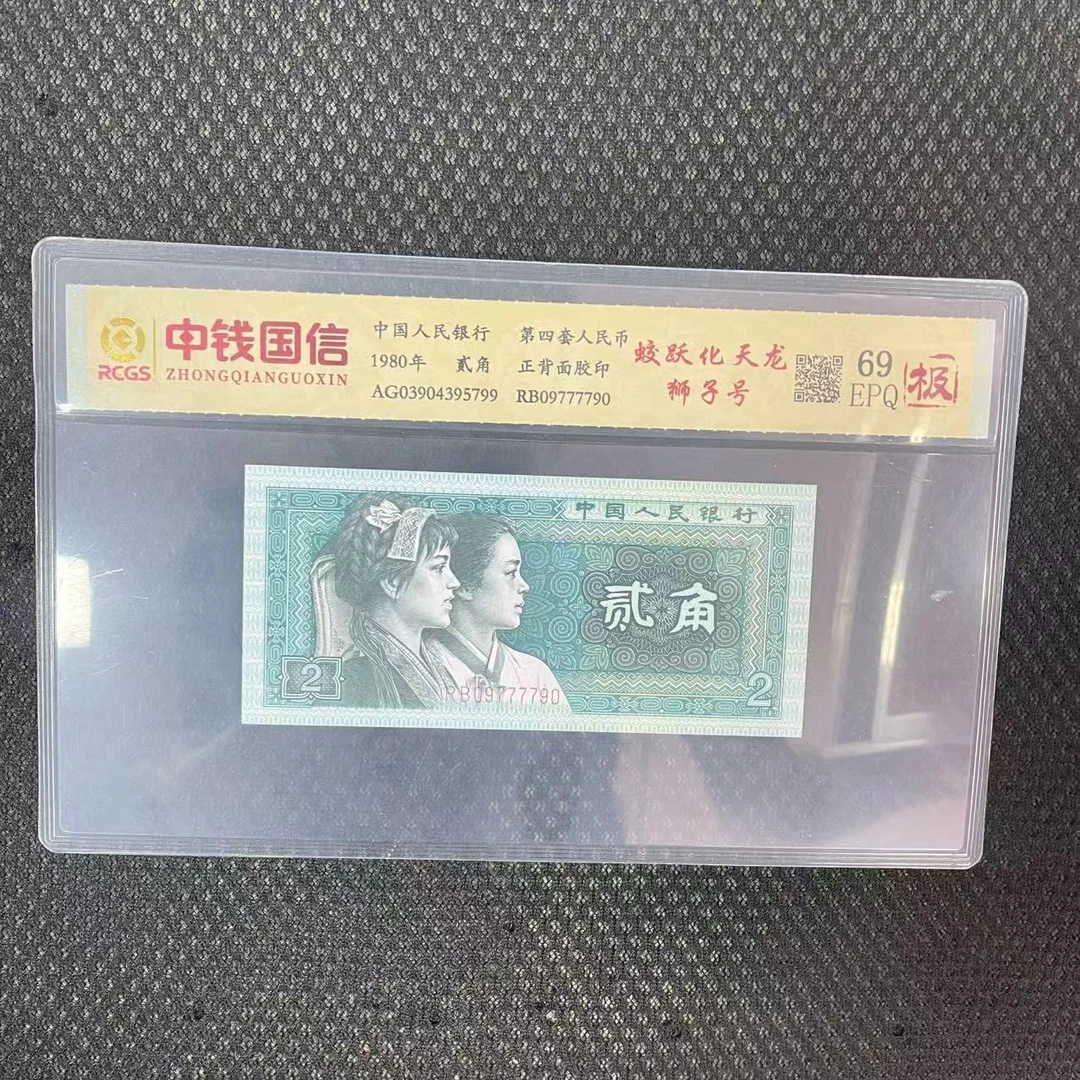 RCGS
中钱国信
ZHONGQIANGUOXIN
中国人民银行 第四套人民币
1980年 贰角 正背面胶印
AG03904395799 RB09777790
蛟跃化天龙
狮子号
69
EPQ
一板
中国人民银行
贰角
2
RB09777790
2